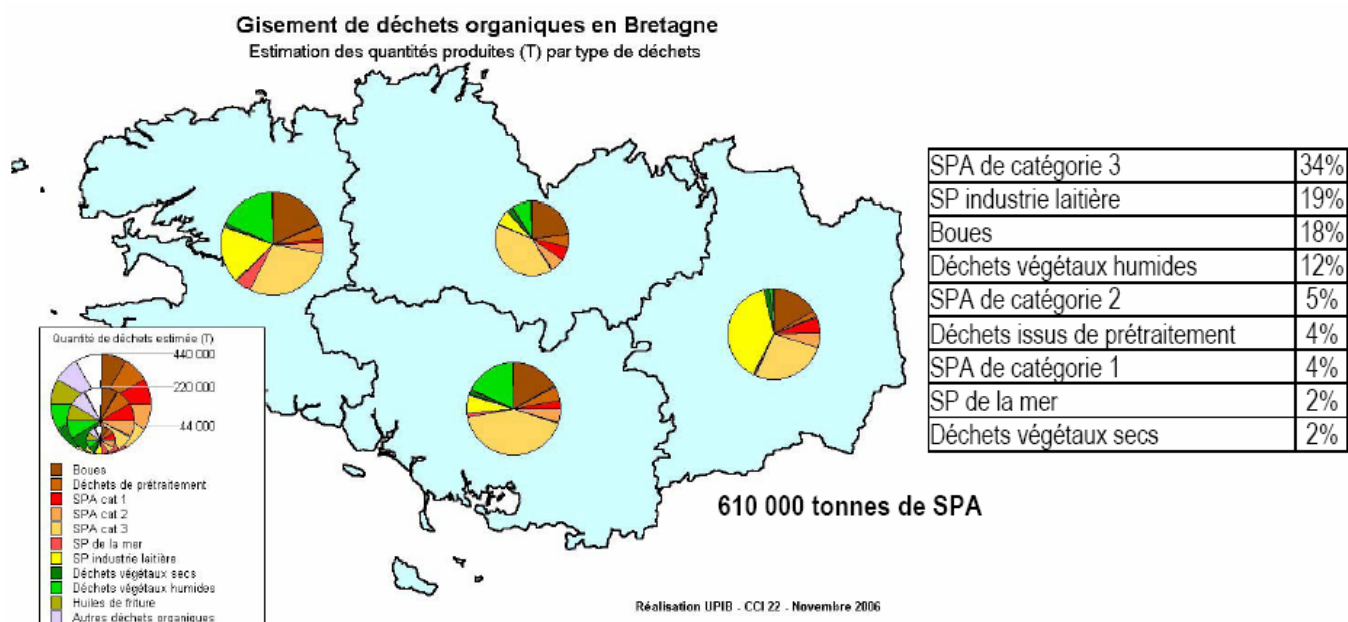 Gisement de déchets organiques en Bretagne
Estimation des quantités produites (T) par type de déchets
SPA de catégorie 3 34%
SP industrie laitière 19%
Boues 18%
Déchets végétaux humides 12%
SPA de catégorie 2 5%
Déchets issus de prétraitement 4%
SPA de catégorie 1 4%
SP de la mer 2%
Déchets végétaux secs 2%
Quantité de déchets estimée (T)
440 000
220 000
44 000
Boues
Déchets de prétraitement
SPA cat 1
SPA cat 2
SPA cat 3
SP de la mer
SP industrie laitière
Déchets végétaux secs
Déchets végétaux humides
Huiles de friture
Autres déchets organiques
610 000 tonnes de SPA
Réalisation UPIB - CCI 22 - Novembre 2006